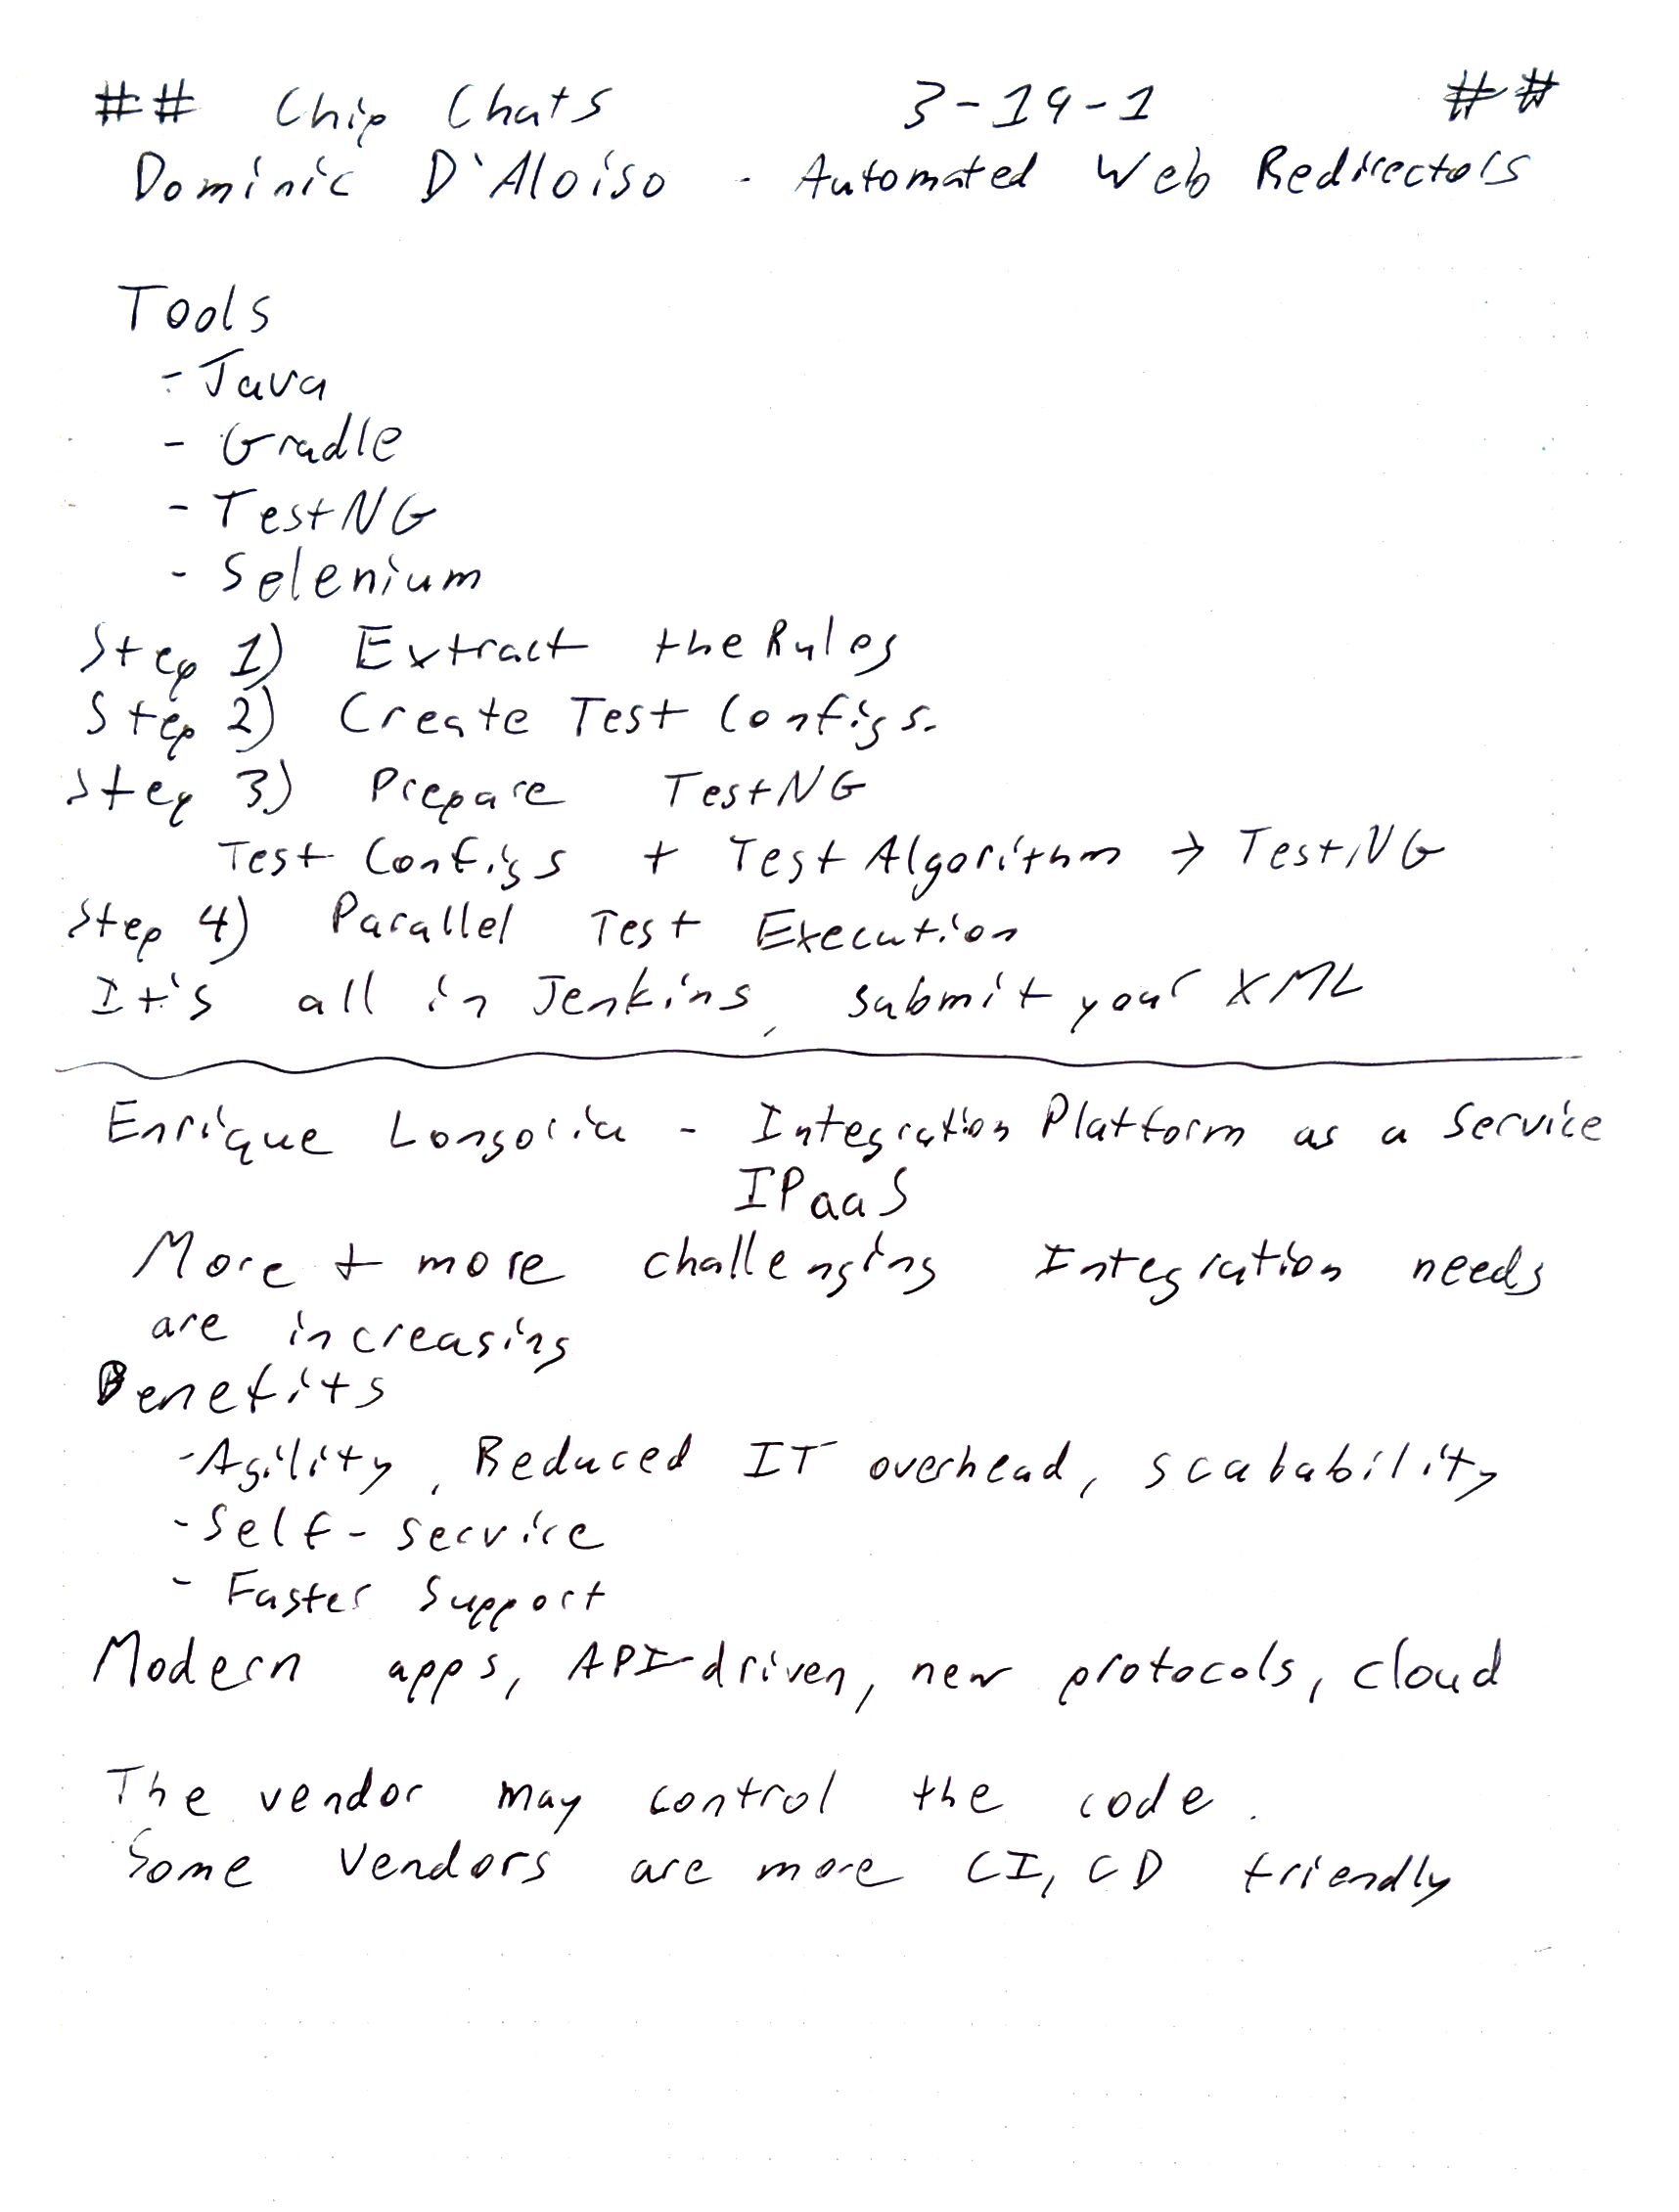 ## Chip Chats 3-19-1 ##
Dominic D'Aloiso - Automated Web Redirectors
Tools
- Java
- Gradle
- TestNG
- Selenium
Step 1) Extract the Rules
Step 2) Create Test Configs.
Step 3) Prepare TestNG
Test Configs + Test Algorithm → TestNG
Step 4) Parallel Test Execution
It's all in Jenkins, submit your XML
Enrique Longoria - Integration Platform as a Service
IPaaS
More + more challenging Integration needs
are increasing
Benefits
- Agility, Reduced IT overhead, scabability
- Self-service
- Faster Support
Modern apps, API-driven, new protocols, cloud
The vendor may control the code.
Some vendors are more CI, CD friendly